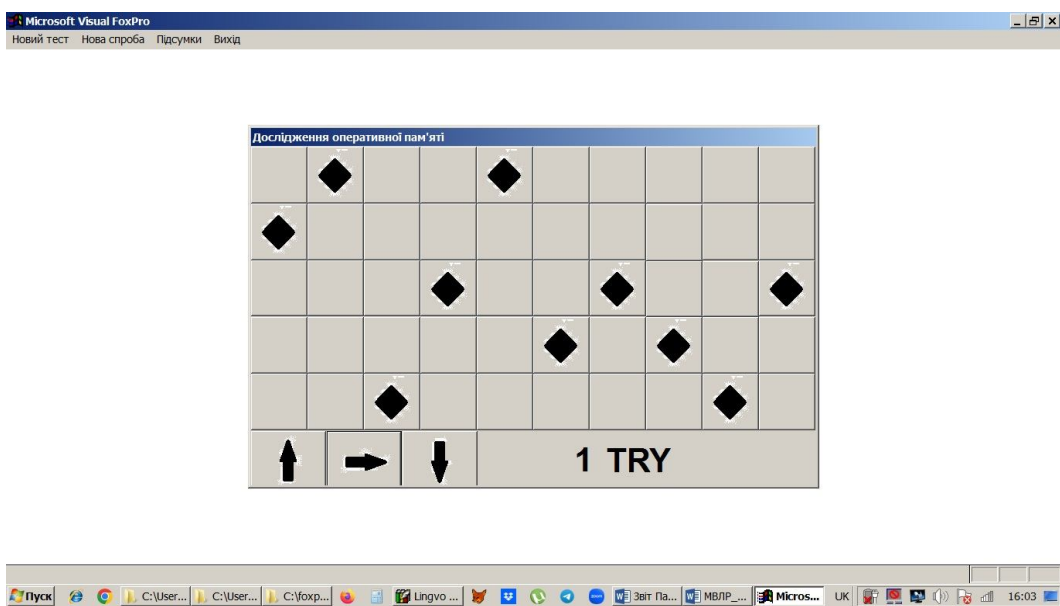 Microsoft Visual FoxPro
Новий тест Нова спроба Підсумки Вихід
Дослідження оперативної пам'яті
1 TRY
Пуск C:\User... C:\User... C:\foxp... Lingvo ... Звіт Па... МВЛР_... Micros... UK 16:03